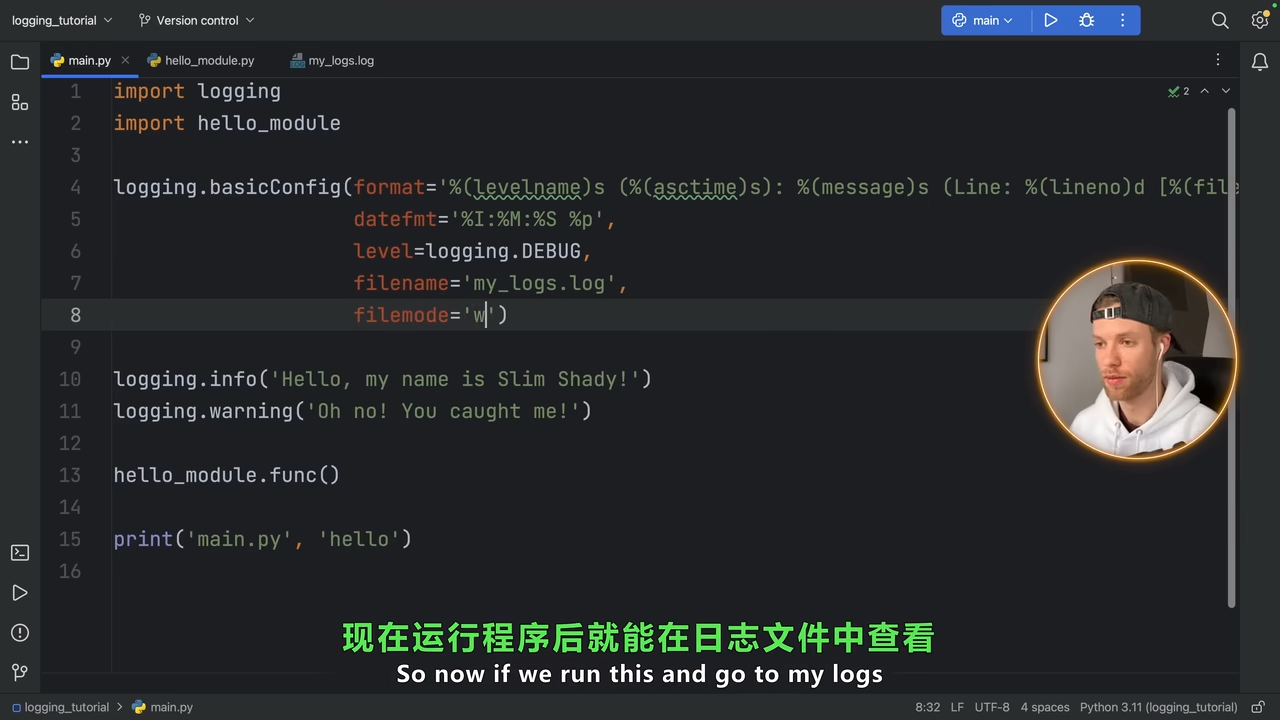 logging_tutorial
Version control
main
main.py
hello_module.py
my_logs.log
1 import logging
2
2 import hello_module
3
4 logging.basicConfig(format='%(levelname)s (%(asctime)s): %(message)s (Line: %(lineno)d [%(file
5 datefmt='%I:%M:%S %p',
6 level=logging.DEBUG,
7 filename='my_logs.log',
8 filemode='w')
9
10 logging.info('Hello, my name is Slim Shady!')
11 logging.warning('Oh no! You caught me!')
12
13 hello_module.func()
14
15 print('main.py', 'hello')
16
现在运行程序后就能在日志文件中查看
So now if we run this and go to my logs
logging_tutorial > main.py
8:32 LF UTF-8 4 spaces Python 3.11 (logging_tutorial)